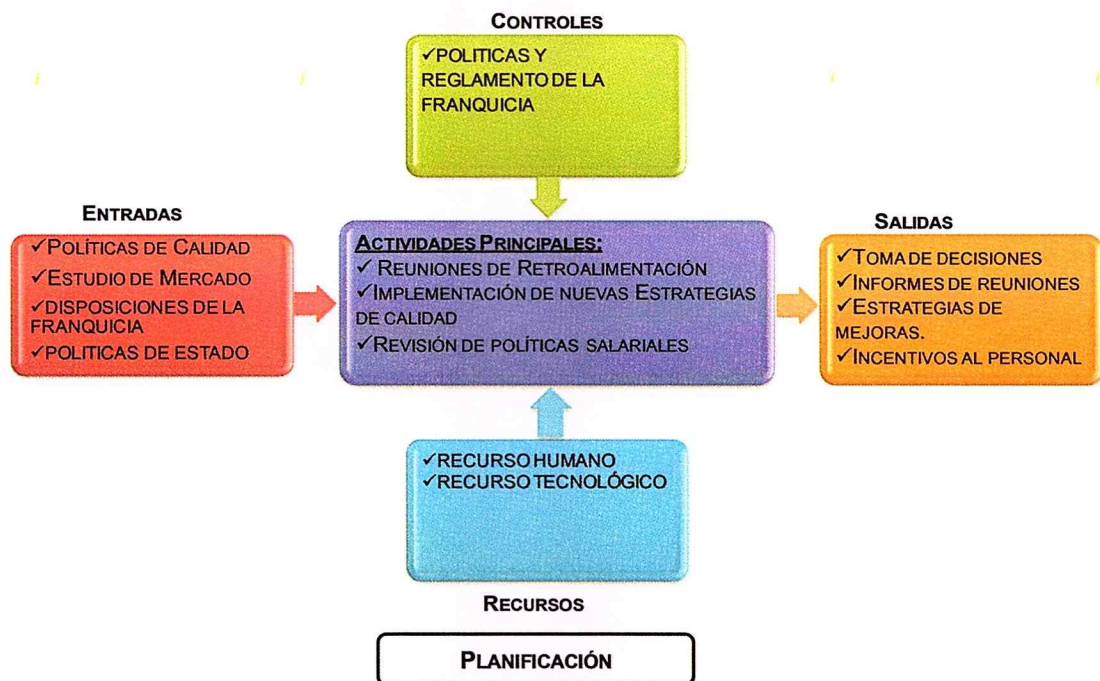 CONTROLES
✓POLITICAS Y
REGLAMENTO DE LA
FRANQUICIA
ENTRADAS
✓POLÍTICAS DE CALIDAD
✓ESTUDIO DE MERCADO
✓DISPOSICIONES DE LA
FRANQUICIA
✓POLITICAS DE ESTADO
ACTIVIDADES PRINCIPALES:
✓ REUNIONES DE RETROALIMENTACIÓN
✓IMPLEMENTACIÓN DE NUEVAS ESTRATEGIAS
DE CALIDAD
✓REVISIÓN DE POLÍTICAS SALARIALES
SALIDAS
✓TOMA DE DECISIONES
✓INFORMES DE REUNIONES
✓ESTRATEGIAS DE
MEJORAS.
✓INCENTIVOS AL PERSONAL
✓RECURSO HUMANO
✓RECURSO TECNOLÓGICO
RECURSOS
PLANIFICACIÓN